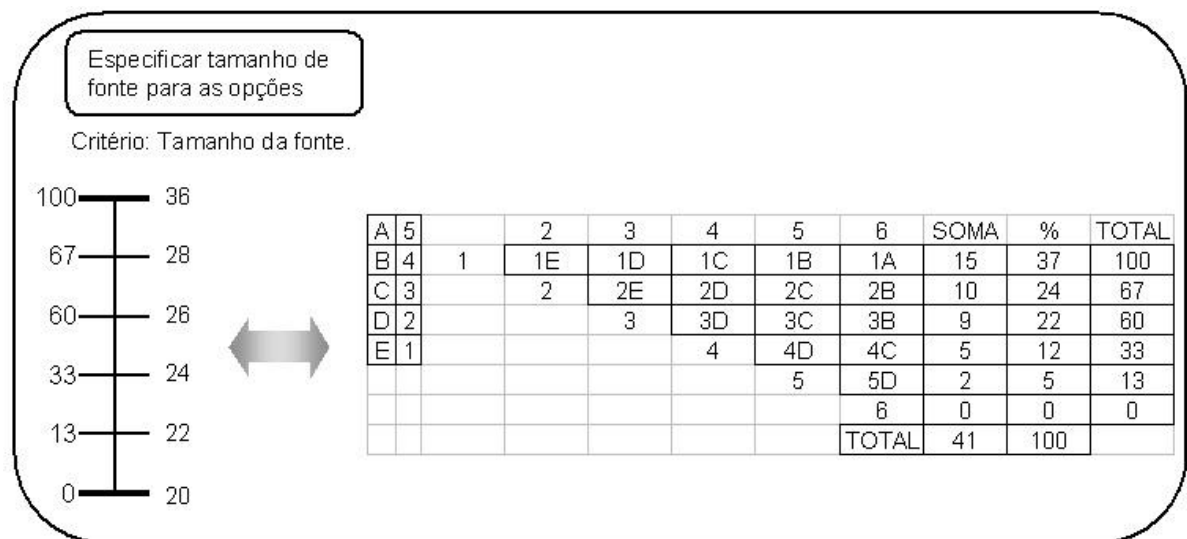 Especificar tamanho de
fonte para as opções
Critério: Tamanho da fonte.
100 36
67 28
60 26
33 24
13 22
0 20
A 5 2 3 4 5 6 SOMA % TOTAL
B 4 1 1E 1D 1C 1B 1A 15 37 100
C 3 2 2E 2D 2C 2B 10 24 67
D 2 3 3D 3C 3B 9 22 60
E 1 4 4D 4C 5 12 33
5 5D 2 5 13
6 0 0 0
TOTAL 41 100